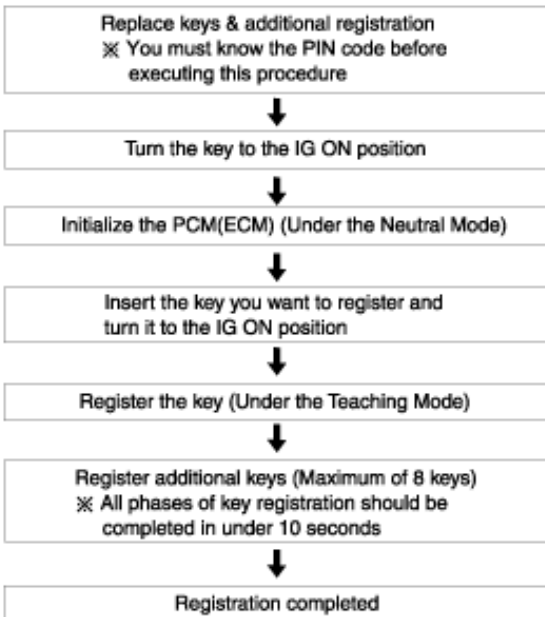 Replace keys & additional registration
※ You must know the PIN code before
executing this procedure
Turn the key to the IG ON position
Initialize the PCM(ECM) (Under the Neutral Mode)
Insert the key you want to register and
turn it to the IG ON position
Register the key (Under the Teaching Mode)
Register additional keys (Maximum of 8 keys)
※ All phases of key registration should be
completed in under 10 seconds
Registration completed